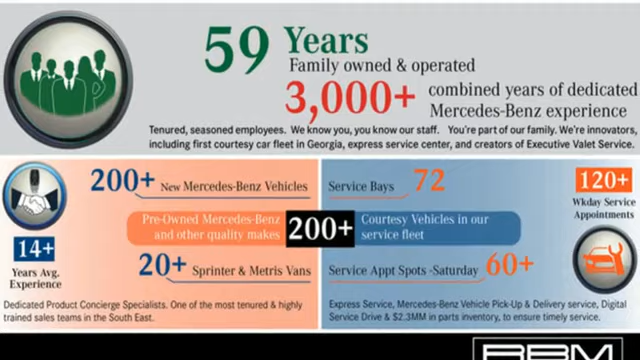 59 Years
Family owned & operated
3,000+ combined years of dedicated
Mercedes-Benz experience
Tenured, seasoned employees. We know you, you know our staff. You're part of our family. We're innovators,
including first courtesy car fleet in Georgia, express service center, and creators of Executive Valet Service.
200+ New Mercedes-Benz Vehicles
Service Bays 72
120+
Wkday Service
Appointments
Pre-Owned Mercedes-Benz
and other quality makes
200+
Courtesy Vehicles in our
service fleet
14+
Years Avg.
Experience
20+ Sprinter & Metris Vans
Service Appt Spots -Saturday 60+
Dedicated Product Concierge Specialists. One of the most tenured & highly
trained sales teams in the South East.
Express Service, Mercedes-Benz Vehicle Pick-Up & Delivery service, Digital
Service Drive & $2.3MM in parts inventory, to ensure timely service.
RBM